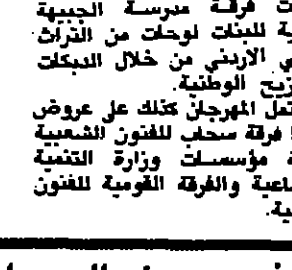 فرقة مدرسة الجبيهة
للبنات لوحات من التراث
الاردني من خلال الدبكات
الوطنية.
المهرجان كذلك على عروض
فرقة سحاب للفنون الشعبية
مؤسسات وزارة التنمية
والفرقة القومية للفنون